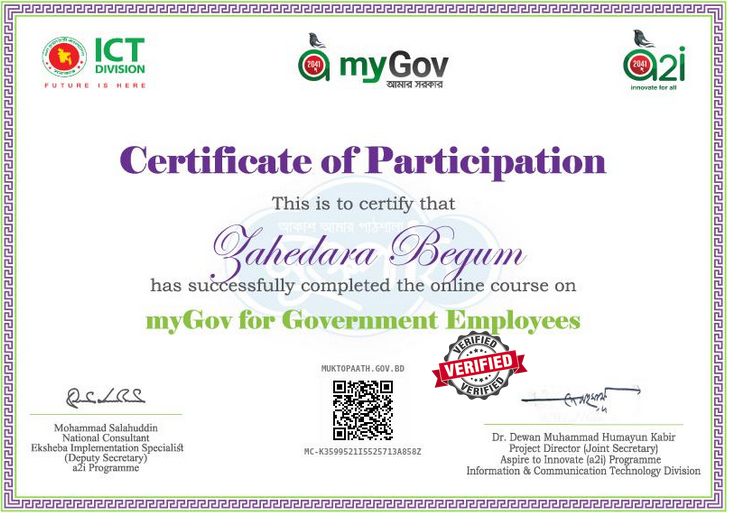 ICT
DIVISION
FUTURE IS HERE
2041
myGov
আমার সরকার
2041
a2i
innovate for all
Certificate of Participation
This is to certify that
আকাশ আমার পাঠশালা
Zahedara Begum
has successfully completed the online course on
myGov for Government Employees
VERIFIED
VERIFIED
VERIFIED
MUKTOPAATH.GOV.BD
MC-K3599521I5525713A858Z
Mohammad Salahuddin
National Consultant
Eksheba Implementation Specialist
(Deputy Secretary)
a2i Programme
Dr. Dewan Muhammad Humayun Kabir
Project Director (Joint Secretary)
Aspire to Innovate (a2i) Programme
Information & Communication Technology Division